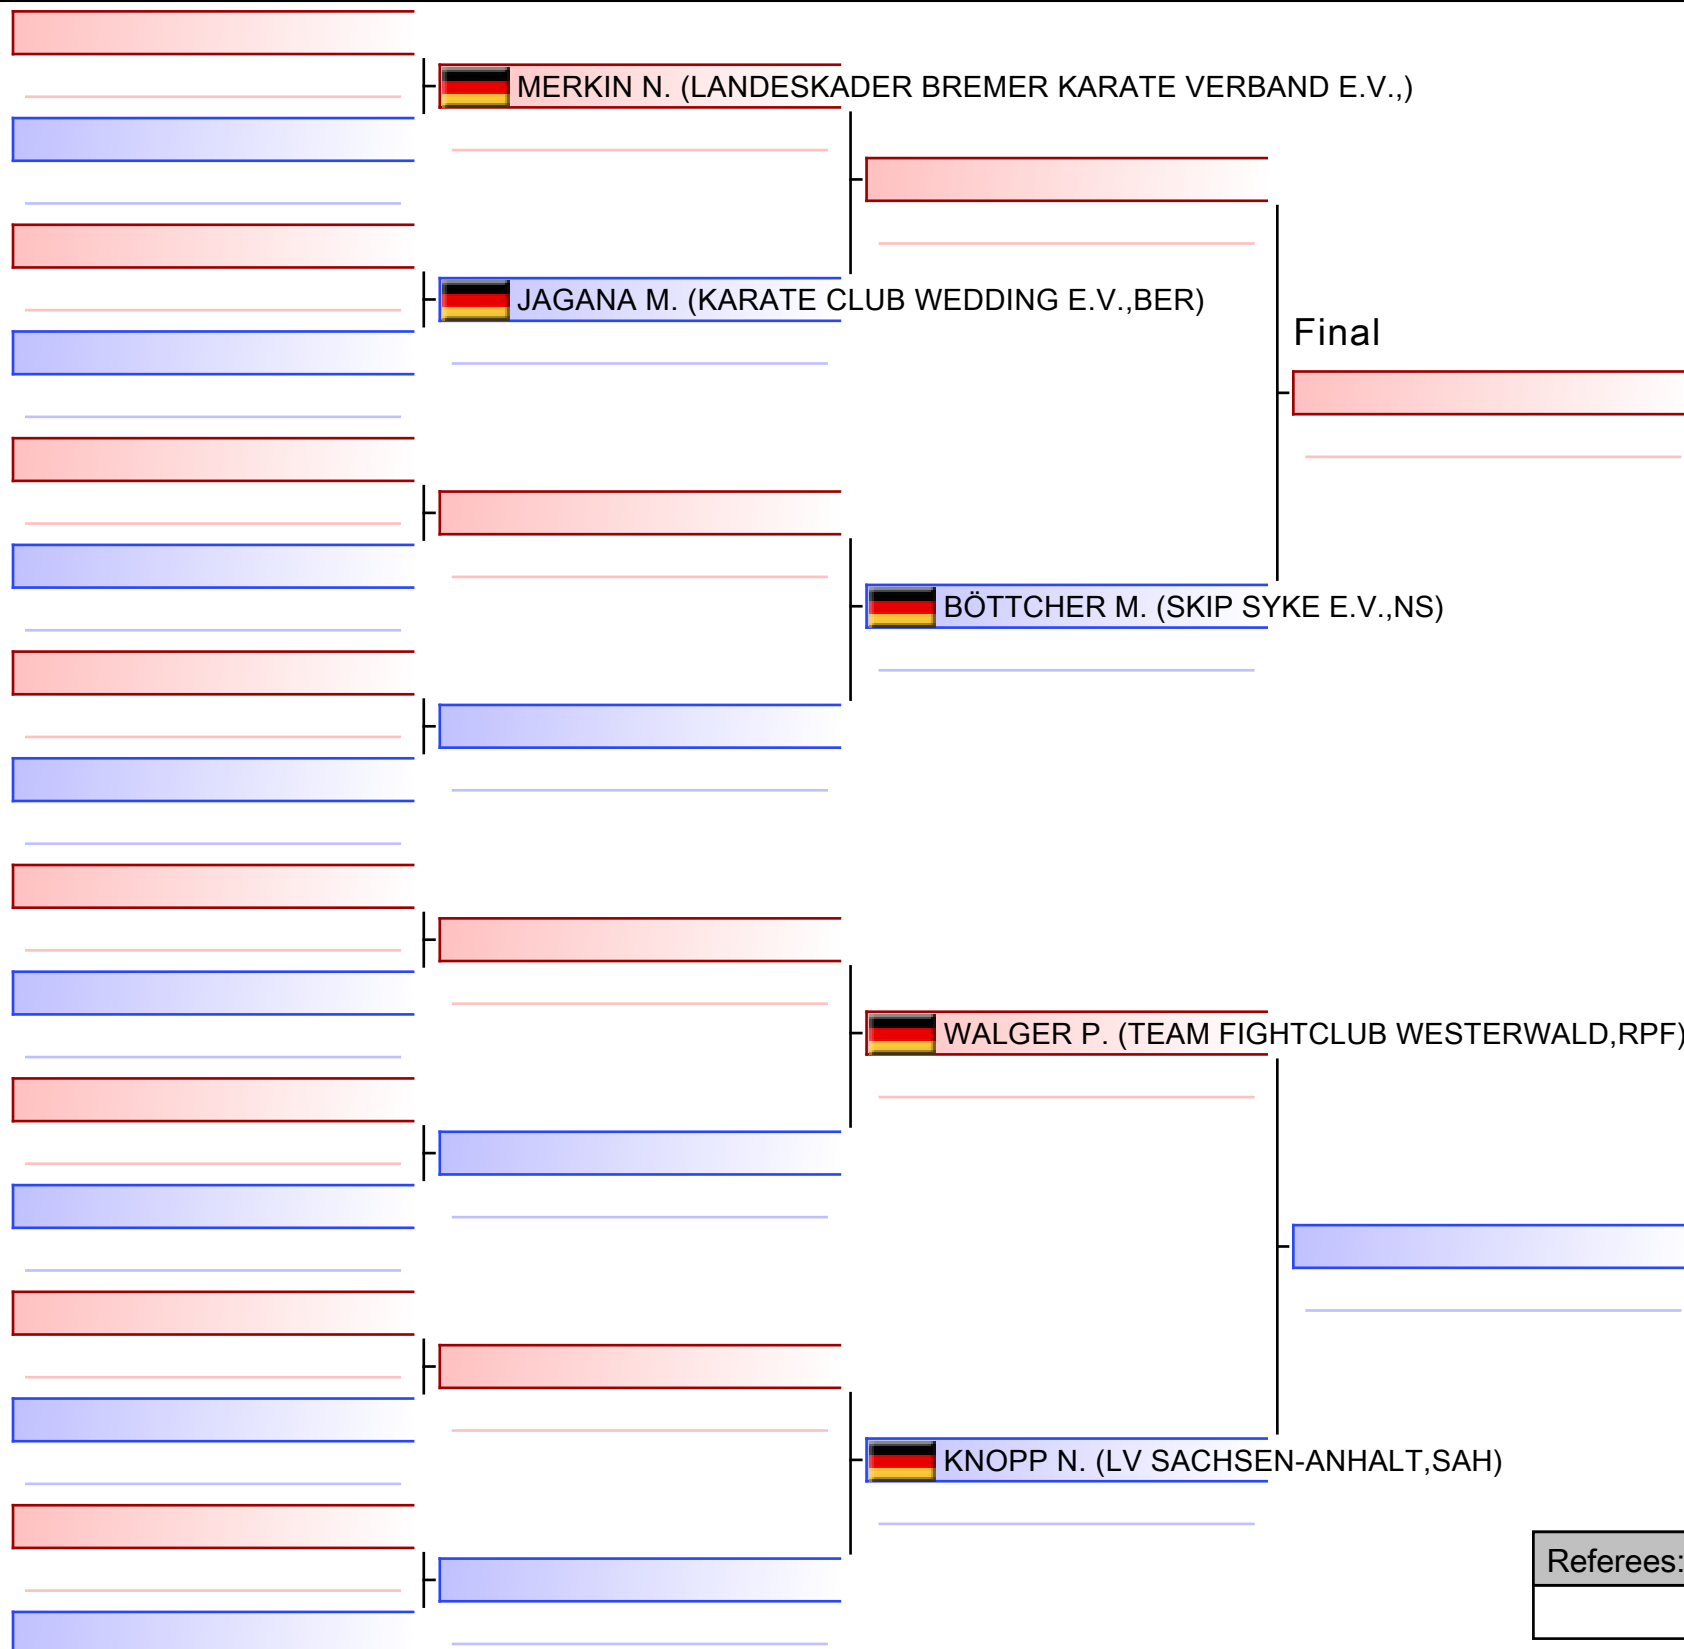 MERKIN N. (LANDESKADER BREMER KARATE VERBAND E.V.,)
JAGANA M. (KARATE CLUB WEDDING E.V.,BER)
Final
BÖTTCHER M. (SKIP SYKE E.V.,NS)
WALGER P. (TEAM FIGHTCLUB WESTERWALD,RPF)
KNOPP N. (LV SACHSEN-ANHALT,SAH)
Referees: